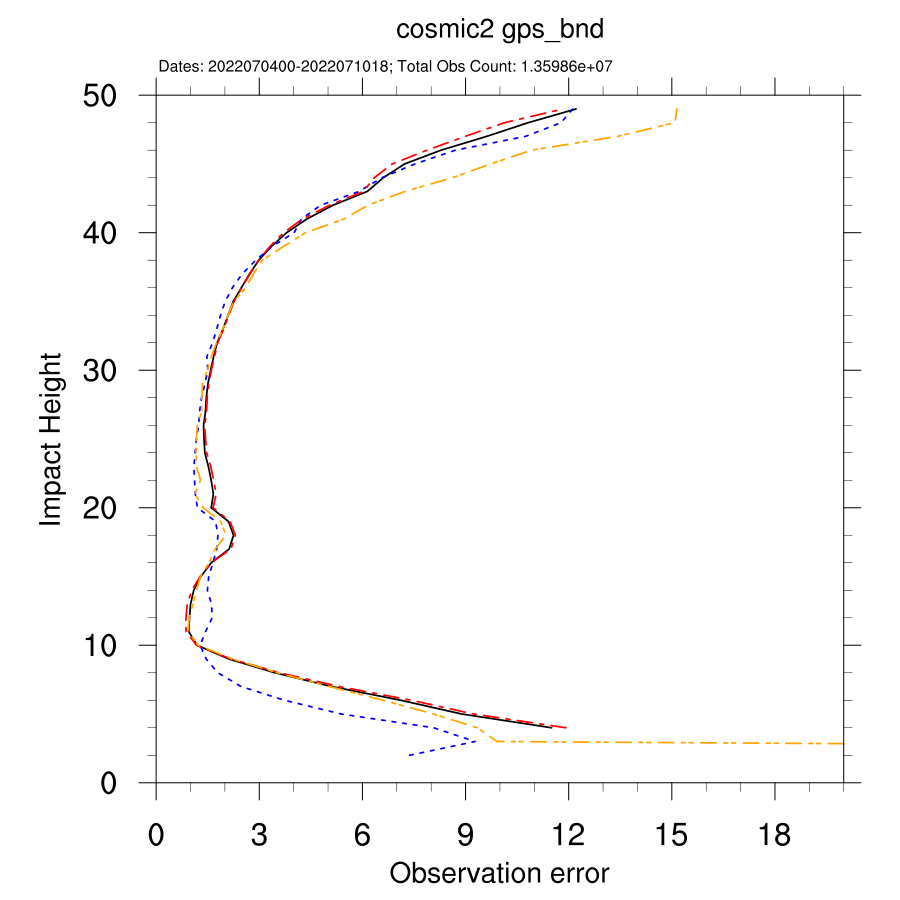 cosmic2 gps_bnd
Dates: 2022070400-2022071018; Total Obs Count: 1.35986e+07
50
40
30
20
10
0
Impact Height
0 3 6 9 12 15 18
Observation error